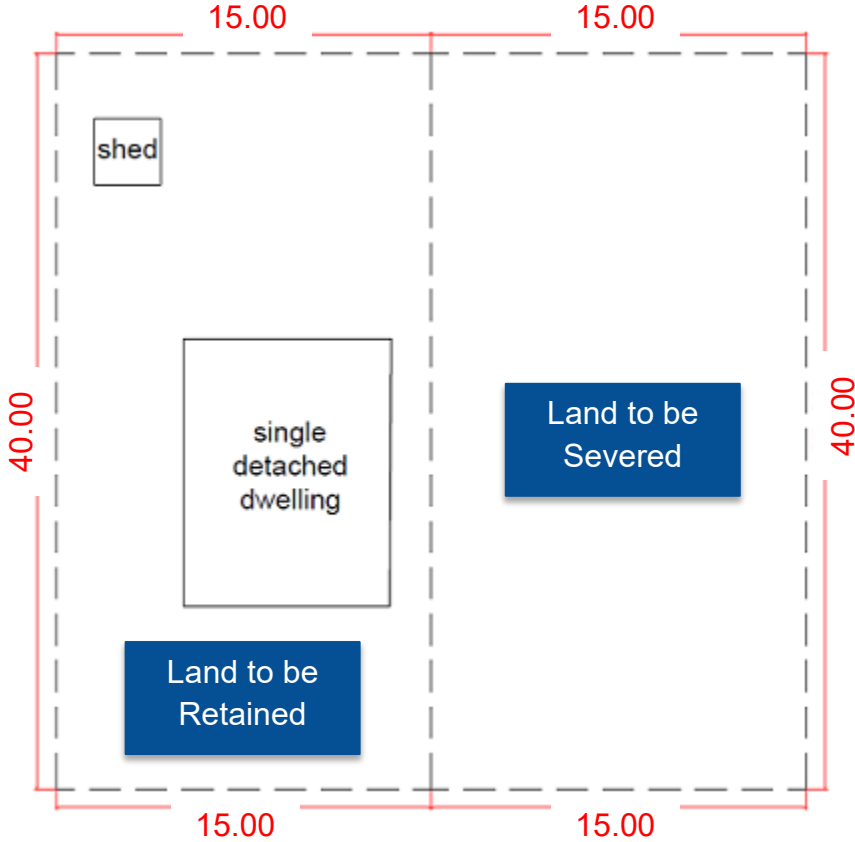 15.00
15.00
shed
40.00
40.00
single
detached
dwelling
Land to be
Severed
Land to be
Retained
15.00
15.00